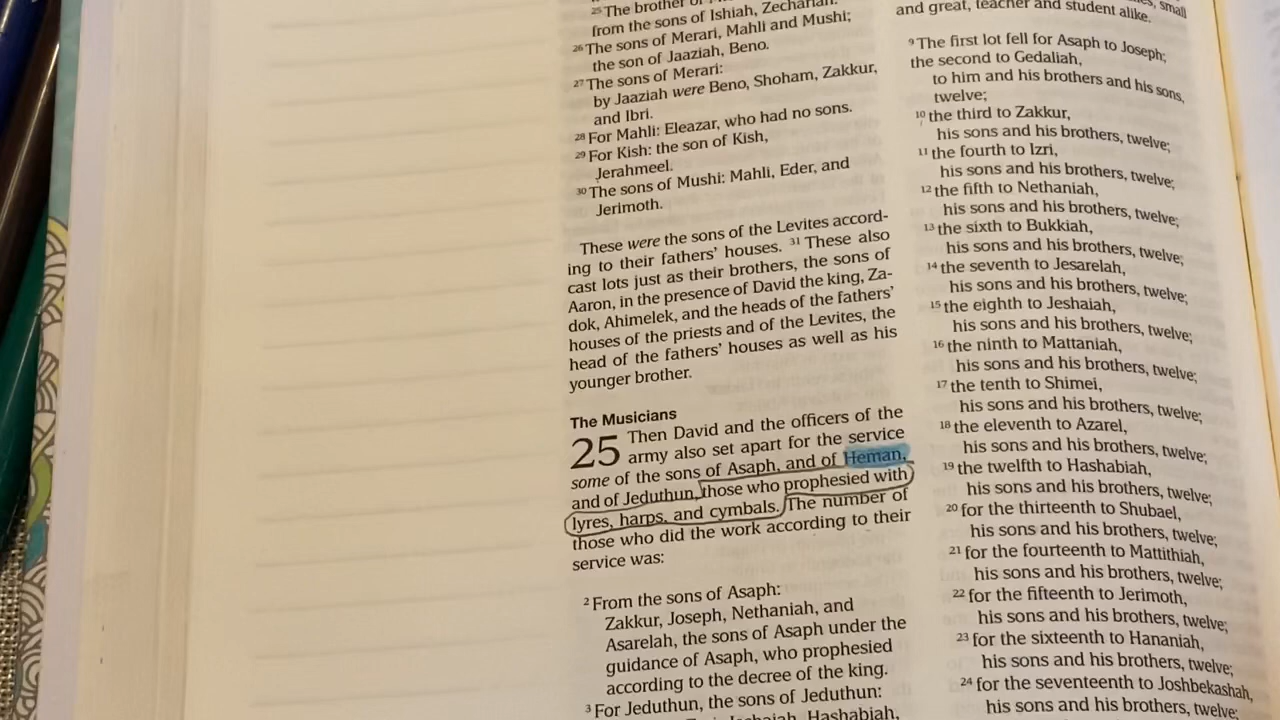 25 The brother of
from the sons of Ishiah, Zechariah.
26 The sons of Merari, Mahli and Mushi;
the son of Jaaziah, Beno.
27 The sons of Merari:
by Jaaziah were Beno, Shoham, Zakkur,
and Ibri.
28 For Mahli: Eleazar, who had no sons.
29 For Kish: the son of Kish,
Jerahmeel.
30 The sons of Mushi: Mahli, Eder, and
Jerimoth.
These were the sons of the Levites accord-
ing to their fathers' houses. 31 These also
cast lots just as their brothers, the sons of
Aaron, in the presence of David the king, Za-
dok, Ahimelek, and the heads of the fathers'
houses of the priests and of the Levites, the
head of the fathers' houses as well as his
younger brother.
The Musicians
25 Then David and the officers of the
army also set apart for the service
some of the sons of Asaph, and of Heman,
and of Jeduthun, those who prophesied with
lyres, harps, and cymbals. The number of
those who did the work according to their
service was:
2 From the sons of Asaph:
Zakkur, Joseph, Nethaniah, and
Asarelah, the sons of Asaph under the
guidance of Asaph, who prophesied
according to the decree of the king.
3 For Jeduthun, the sons of Jeduthun:
Hashabiah,
small
and great, teacher and student alike.
9 The first lot fell for Asaph to Joseph;
the second to Gedaliah,
to him and his brothers and his sons,
twelve;
10 the third to Zakkur,
his sons and his brothers, twelve;
11 the fourth to Izri,
his sons and his brothers, twelve;
12 the fifth to Nethaniah,
his sons and his brothers, twelve;
13 the sixth to Bukkiah,
his sons and his brothers, twelve;
14 the seventh to Jesarelah,
his sons and his brothers, twelve;
15 the eighth to Jeshaiah,
his sons and his brothers, twelve;
16 the ninth to Mattaniah,
his sons and his brothers, twelve;
17 the tenth to Shimei,
his sons and his brothers, twelve;
18 the eleventh to Azarel,
his sons and his brothers, twelve;
19 the twelfth to Hashabiah,
his sons and his brothers, twelve;
20 for the thirteenth to Shubael,
his sons and his brothers, twelve;
21 for the fourteenth to Mattithiah,
his sons and his brothers, twelve;
22 for the fifteenth to Jerimoth,
his sons and his brothers, twelve;
23 for the sixteenth to Hananiah,
his sons and his brothers, twelve;
24 for the seventeenth to Joshbekashah,
his sons and his brothers, twelve;